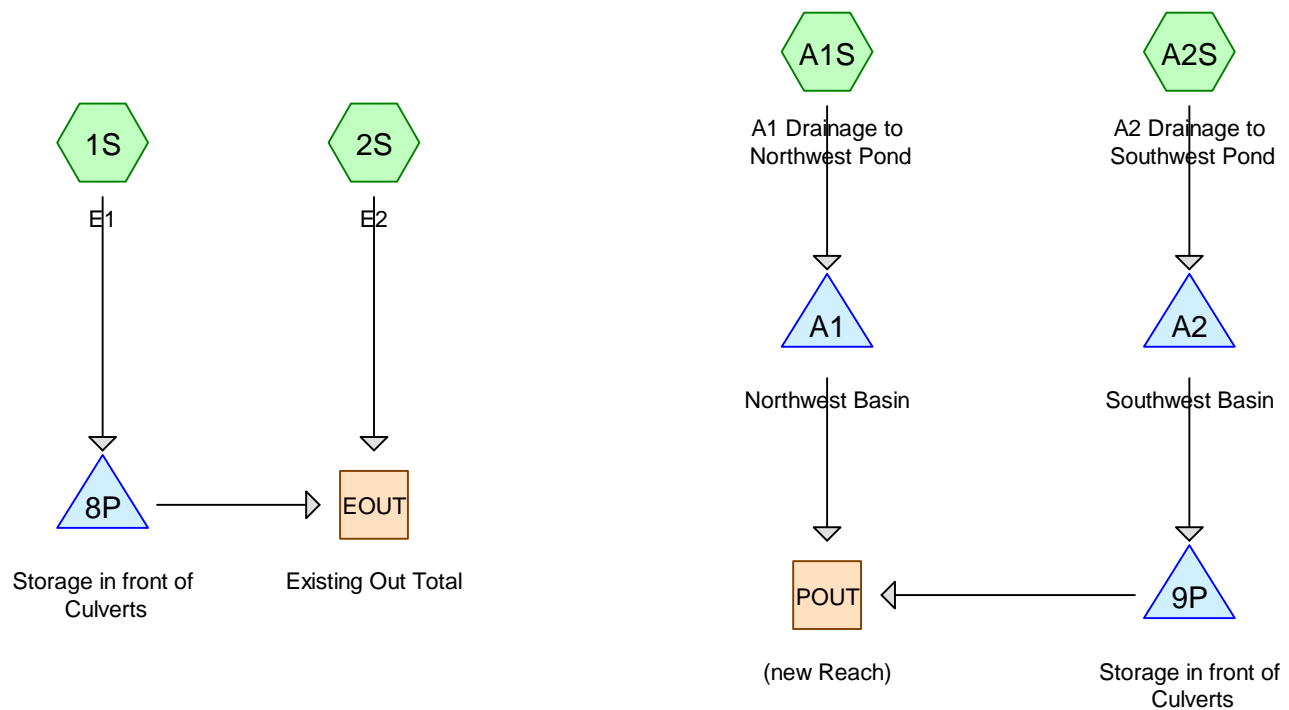 A1S
A2S
1S
2S
A1 Drainage to
Northwest Pond
A2 Drainage to
Southwest Pond
E1
E2
A1
A2
Northwest Basin
Southwest Basin
8P
EOUT
Storage in front of
Culverts
Existing Out Total
POUT
9P
(new Reach)
Storage in front of
Culverts